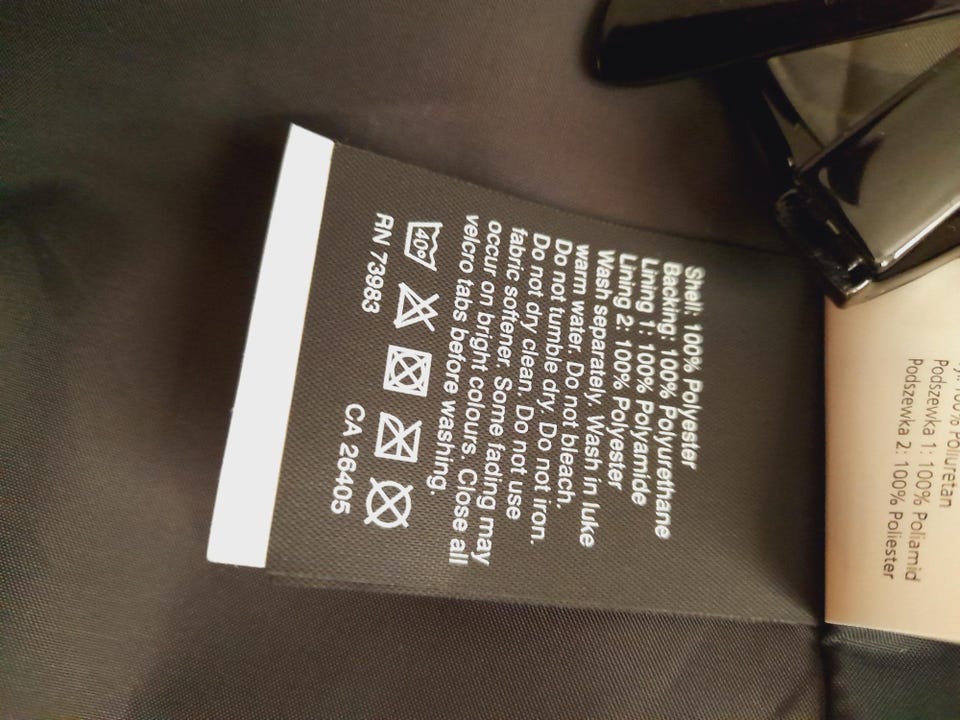 Shell: 100% Polyester
Backing: 100% Polyurethane
Lining 1: 100% Polyamide
Lining 2: 100% Polyester
Wash separately. Wash in luke
warm water. Do not bleach.
Do not tumble dry. Do not iron.
Do not dry clean. Do not use
fabric softener. Some fading may
occur on bright colours. Close all
velcro tabs before washing.
40°
RN 73983 CA 26405
100% Poliuretan
Podszewka 1: 100% Poliamid
Podszewka 2: 100% Poliester